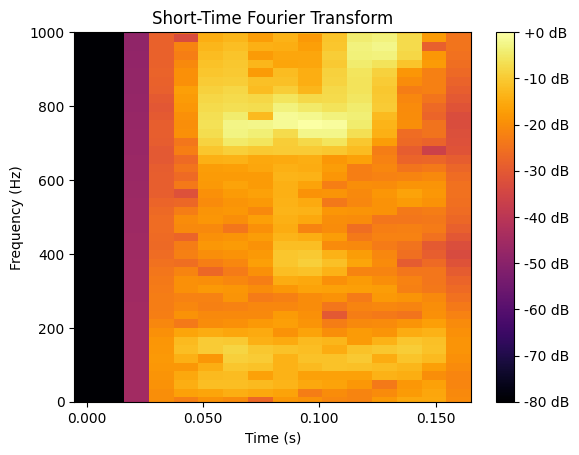 Short-Time Fourier Transform
1000
800
600
400
200
0
Frequency (Hz)
0.000
0.050
0.100
0.150
Time (s)
+0 dB
-10 dB
-20 dB
-30 dB
-40 dB
-50 dB
-60 dB
-70 dB
-80 dB